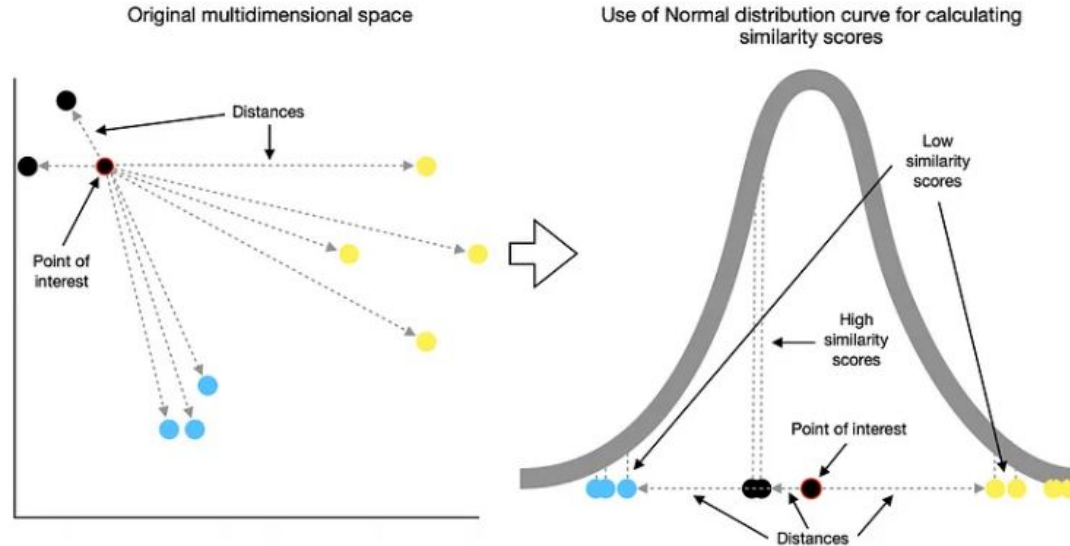 Original multidimensional space
Distances
Point of
interest
Use of Normal distribution curve for calculating
similarity scores
Low
similarity
scores
High
similarity
scores
Point of interest
Distances